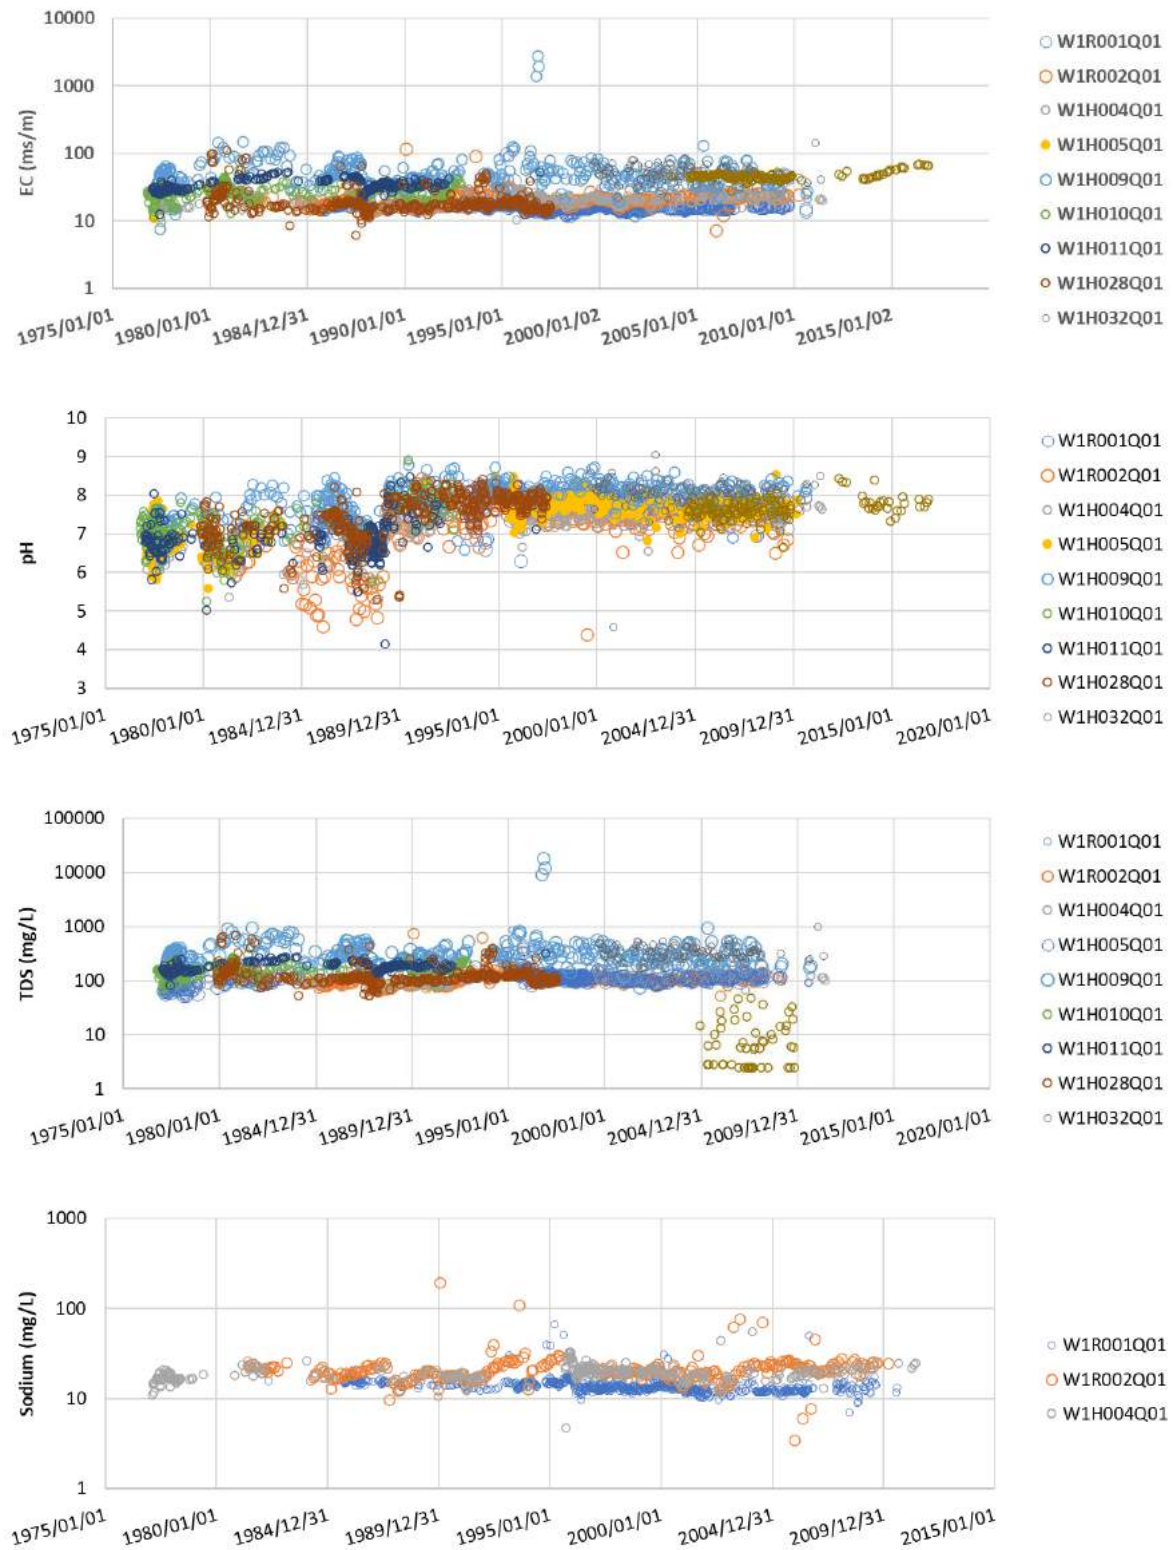 EC (ms/m)
10000
1000
100
10
1
1975/01/01 1980/01/01 1984/12/31 1990/01/01 1995/01/01 2000/01/02 2005/01/01 2010/01/01 2015/01/02
W1R001Q01
W1R002Q01
W1H004Q01
W1H005Q01
W1H009Q01
W1H010Q01
W1H011Q01
W1H028Q01
W1H032Q01
pH
10
9
8
7
6
5
4
3
1975/01/01 1980/01/01 1984/12/31 1989/12/31 1995/01/01 2000/01/01 2004/12/31 2009/12/31 2015/01/01 2020/01/01
W1R001Q01
W1R002Q01
W1H004Q01
W1H005Q01
W1H009Q01
W1H010Q01
W1H011Q01
W1H028Q01
W1H032Q01
TDS (mg/L)
100000
10000
1000
100
10
1
1975/01/01 1980/01/01 1984/12/31 1989/12/31 1995/01/01 2000/01/01 2004/12/31 2009/12/31 2015/01/01 2020/01/01
W1R001Q01
W1R002Q01
W1H004Q01
W1H005Q01
W1H009Q01
W1H010Q01
W1H011Q01
W1H028Q01
W1H032Q01
Sodium (mg/L)
1000
100
10
1
1975/01/01 1980/01/01 1984/12/31 1989/12/31 1995/01/01 2000/01/01 2004/12/31 2009/12/31 2015/01/01
W1R001Q01
W1R002Q01
W1H004Q01